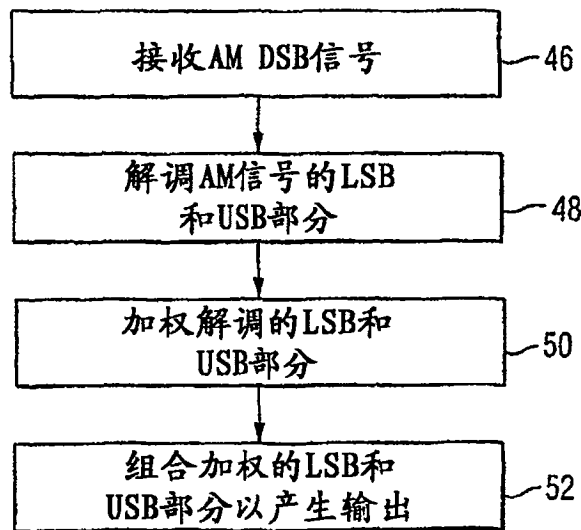 接收AM DSB信号
46
解调AM信号的LSB
和USB部分
48
加权解调的LSB和
USB部分
50
组合加权的LSB和
USB部分以产生输出
52